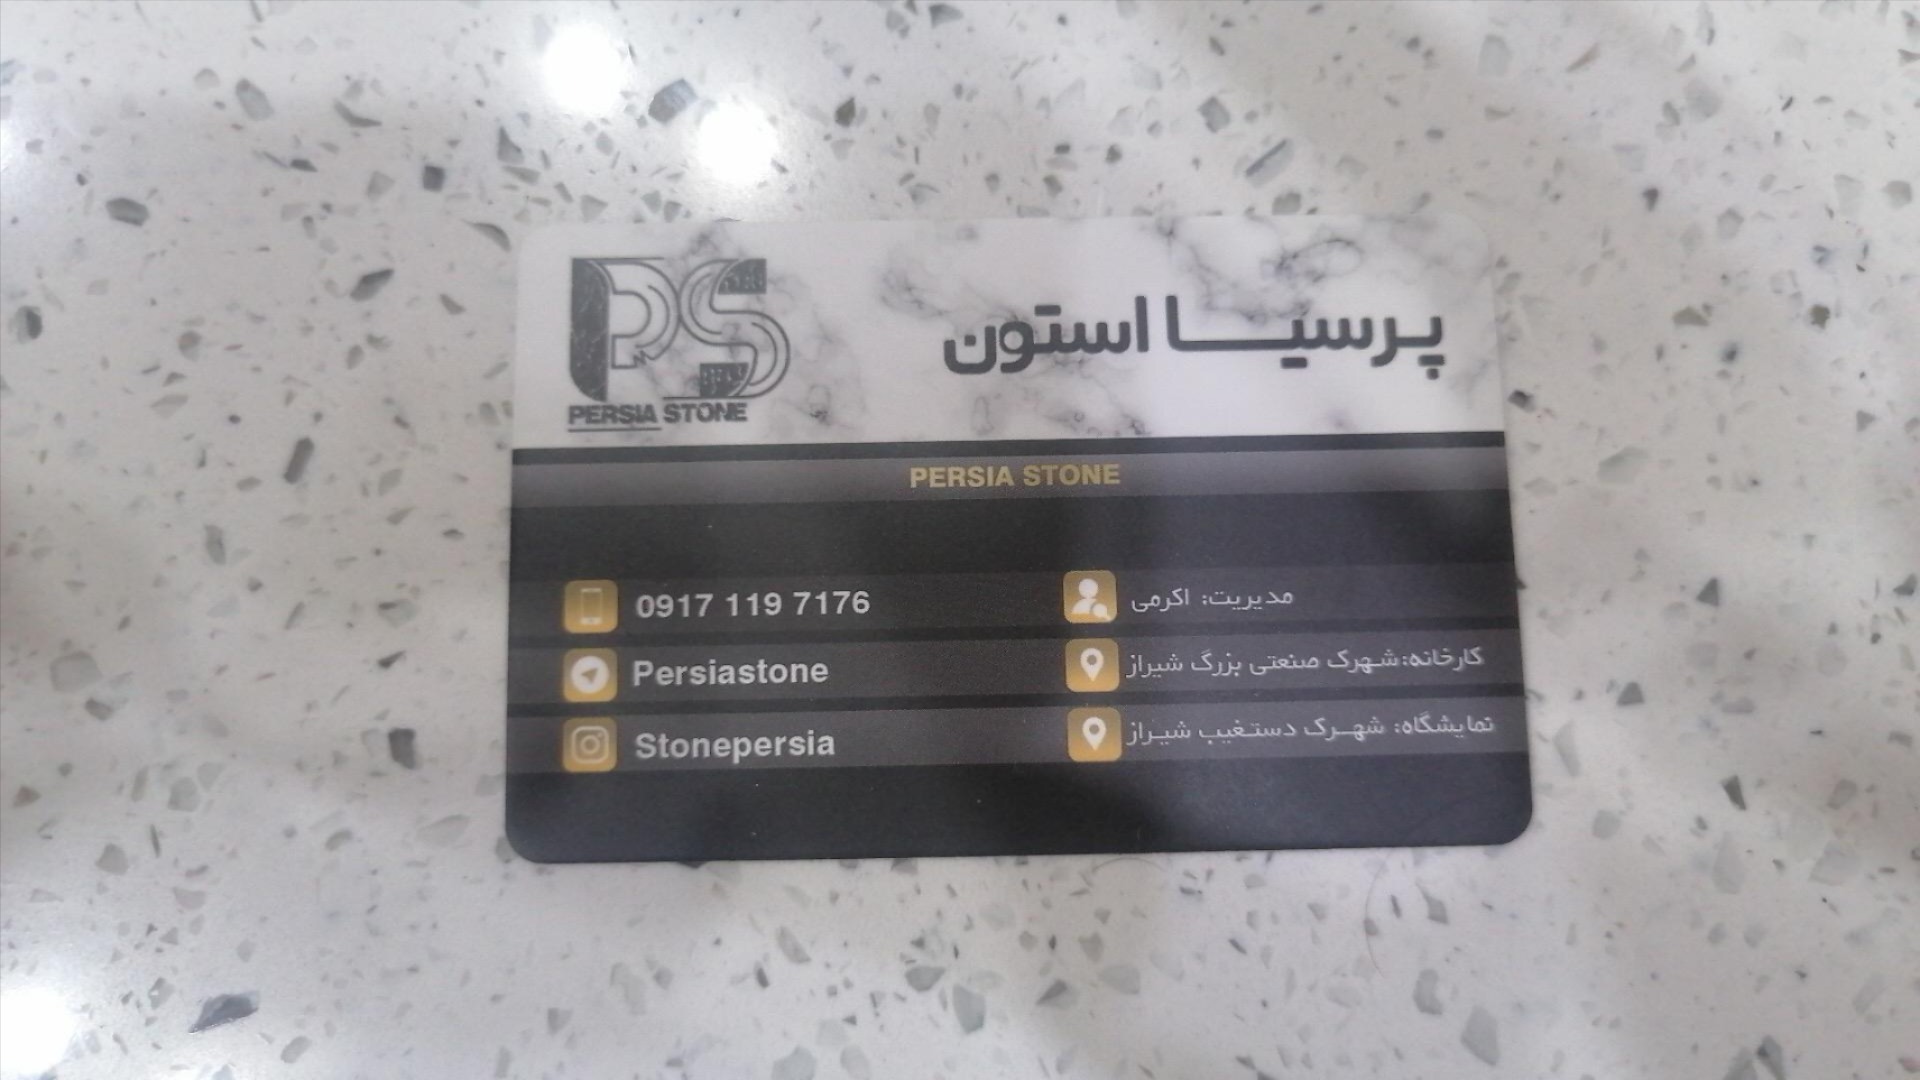 PS
PERSIA STONE
پرسیا استون
PERSIA STONE
0917 119 7176
مدیریت: اکرمی
Persiastone
کارخانه:شهرک صنعتی بزرگ شیراز
Stonepersia
نمایشگاه: شهرک دستغیب شیراز